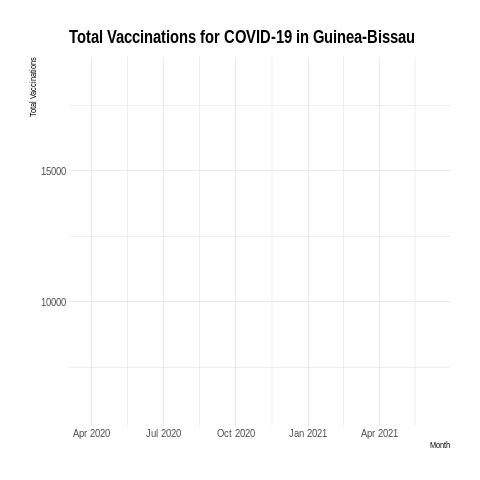 Total Vaccinations for COVID-19 in Guinea-Bissau
Total Vaccinations
15000
10000
Apr 2020
Jul 2020
Oct 2020
Jan 2021
Apr 2021
Month